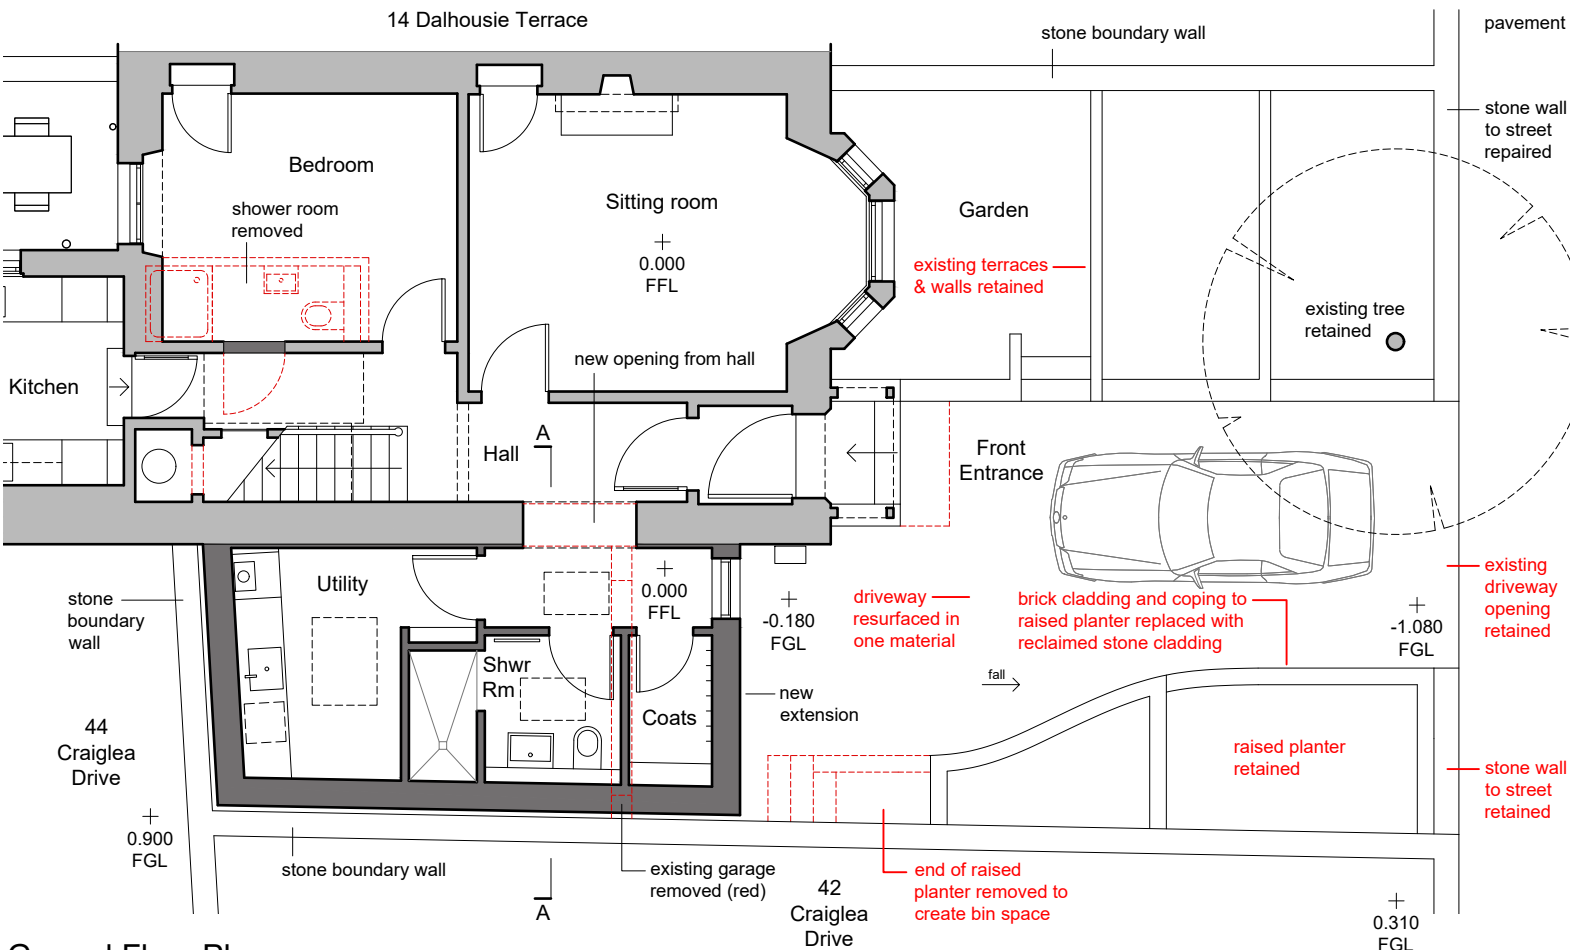 14 Dalhousie Terrace
stone boundary wall
pavement
stone wall
to street
repaired
Bedroom
shower room
removed
Sitting room
0.000
FFL
Garden
existing terraces
& walls retained
existing tree
retained
Kitchen
new opening from hall
Hall
A
Front
Entrance
Utility
0.000
FFL
stone
boundary
wall
-0.180
FGL
driveway
resurfaced in
one material
brick cladding and coping to
raised planter replaced with
reclaimed stone cladding
-1.080
FGL
existing
driveway
opening
retained
Shwr
Rm
Coats
new
extension
fall
44
Craiglea
Drive
raised planter
retained
stone wall
to street
retained
0.900
FGL
stone boundary wall
A
existing garage
removed (red)
42
Craiglea
Drive
end of raised
planter removed to
create bin space
0.310
FGL